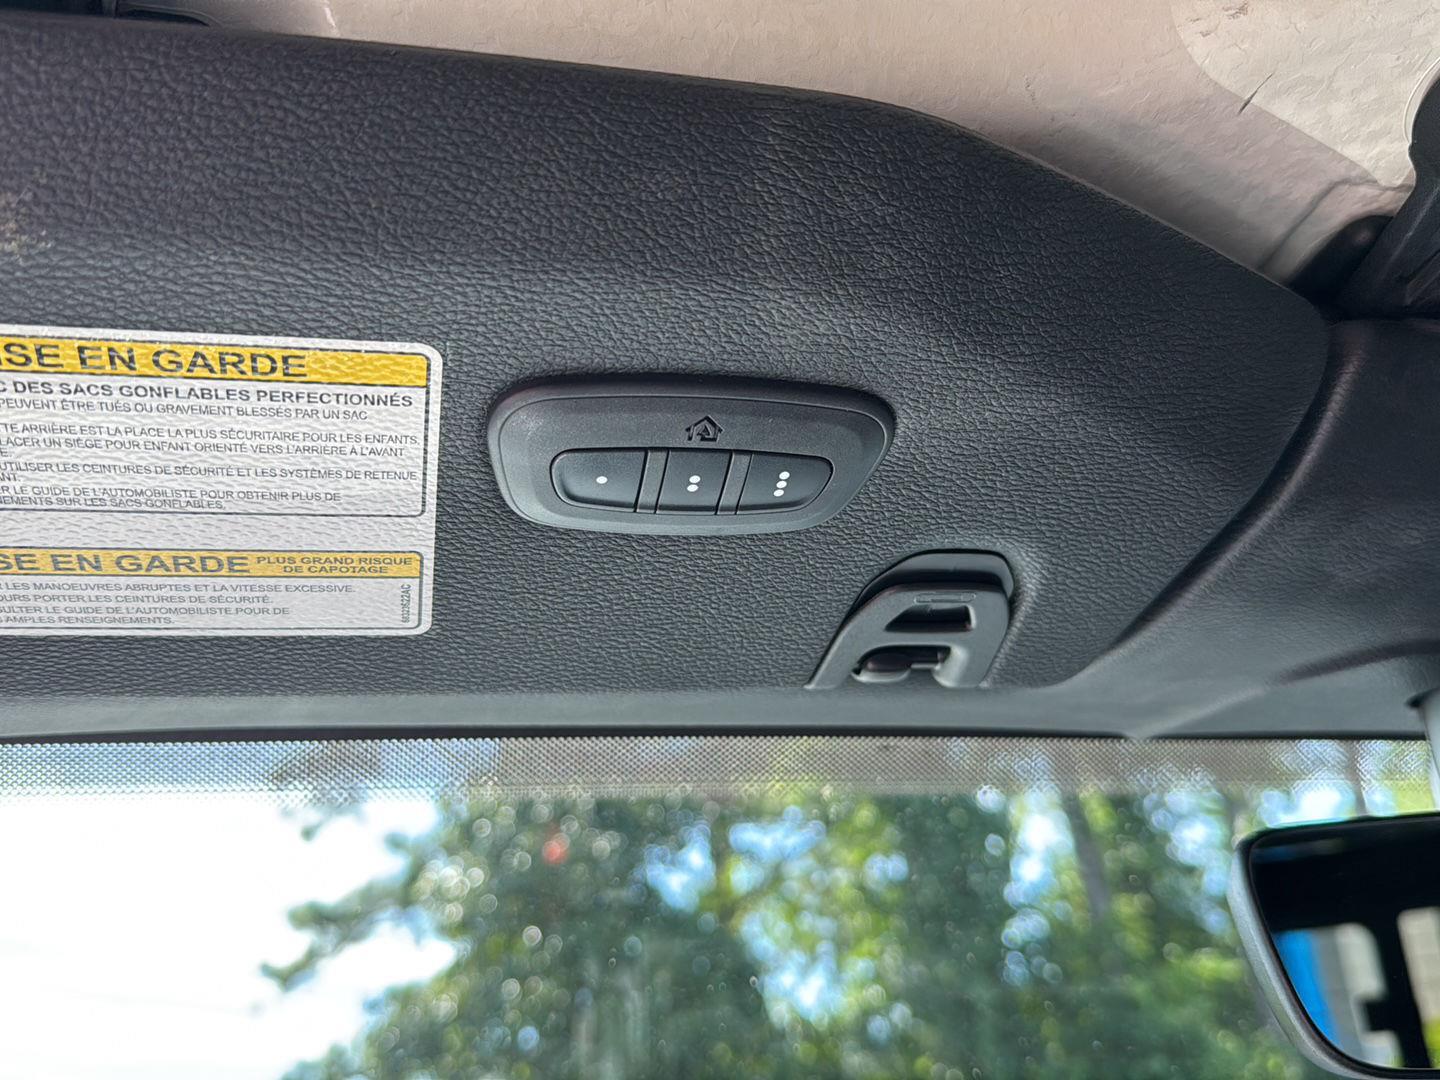 ISE EN GARDE
C DES SACS GONFLABLES PERFECTIONNÉS
PEUVENT ÊTRE TUÉS OU GRAVEMENT BLESSÉS PAR UN SAC
TTE ARRIÈRE EST LA PLACE LA PLUS SÉCURITAIRE POUR LES ENFANTS.
LACER UN SIÈGE POUR ENFANT ORIENTÉ VERS L'ARRIÈRE À L'AVANT
E.
UTILISER LES CEINTURES DE SÉCURITÉ ET LES SYSTÈMES DE RETENUE
ANT.
R LE GUIDE DE L'AUTOMOBILISTE POUR OBTENIR PLUS DE
NEMENTS SUR LES SACS GONFLABLES.
SE EN GARDE PLUS GRAND RISQUE
DE CAPOTAGE
R LES MANOEUVRES ABRUPTES ET LA VITESSE EXCESSIVE.
OURS PORTER LES CEINTURES DE SÉCURITÉ.
SULTER LE GUIDE DE L'AUTOMOBILISTE POUR DE
S AMPLES RENSEIGNEMENTS.